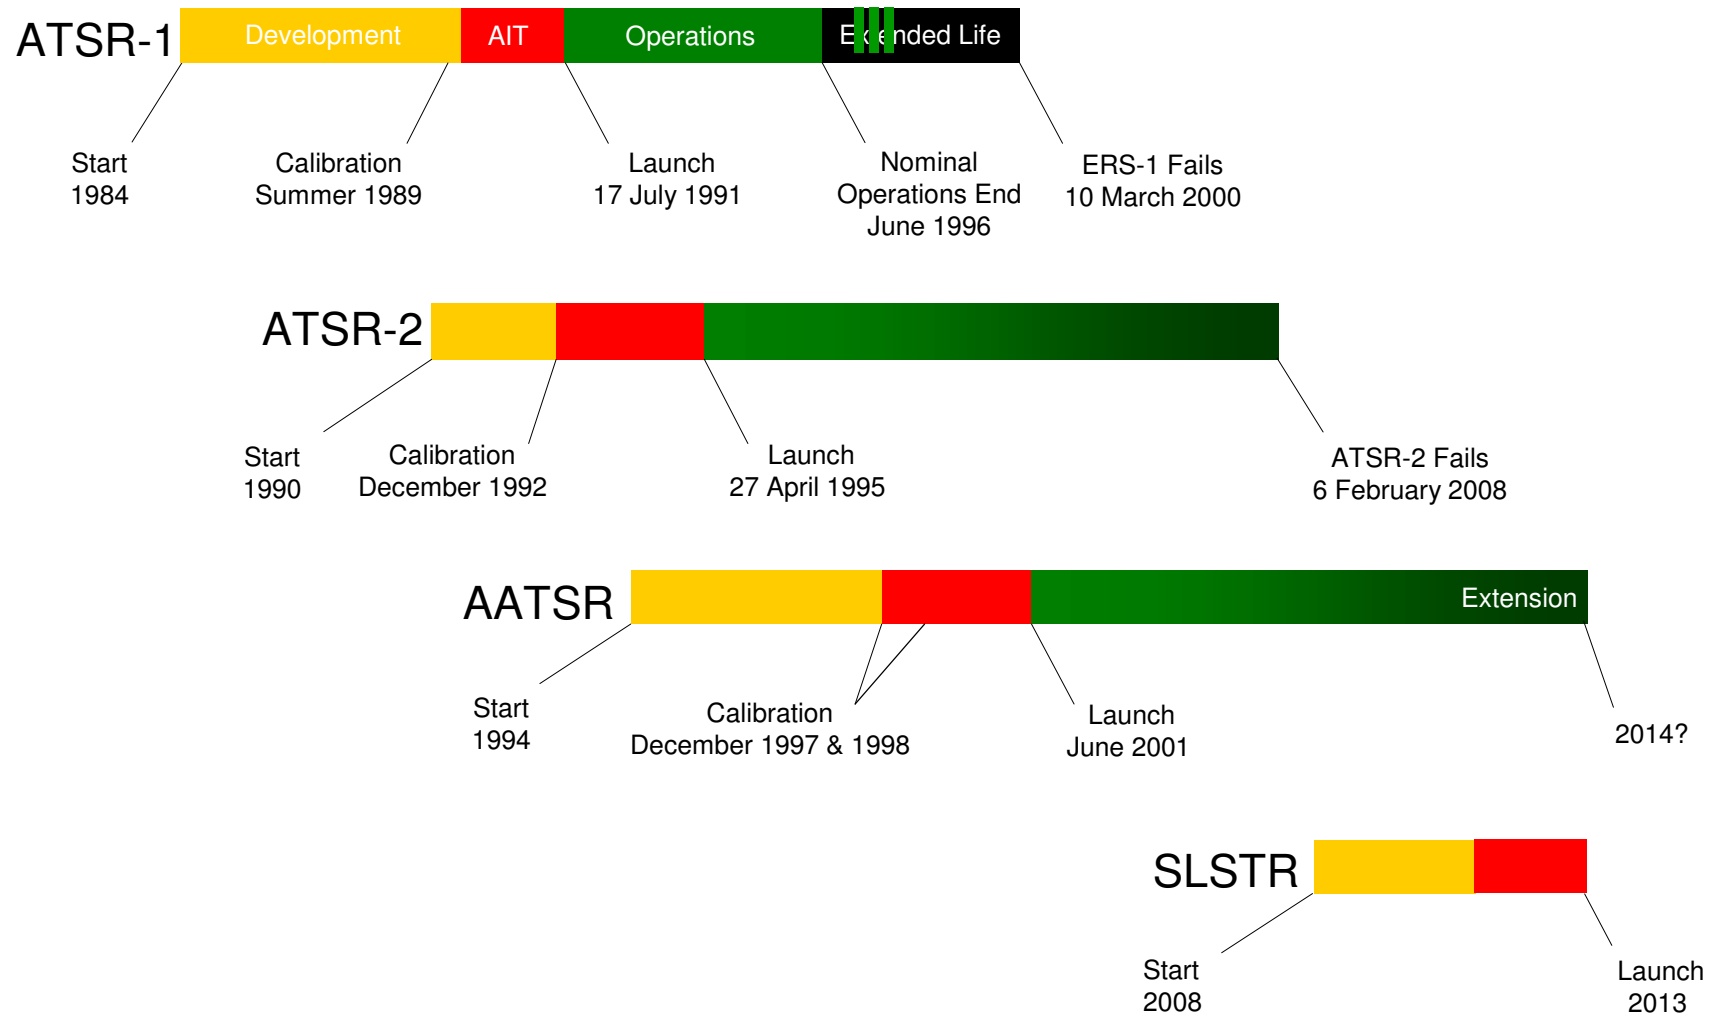 ATSR-1
Development
AIT
Operations
Extended Life
Start
1984
Calibration
Summer 1989
Launch
17 July 1991
Nominal
Operations End
June 1996
ERS-1 Fails
10 March 2000
ATSR-2
Start
1990
Calibration
December 1992
Launch
27 April 1995
ATSR-2 Fails
6 February 2008
AATSR
Extension
Start
1994
Calibration
December 1997 & 1998
Launch
June 2001
2014?
SLSTR
Start
2008
Launch
2013